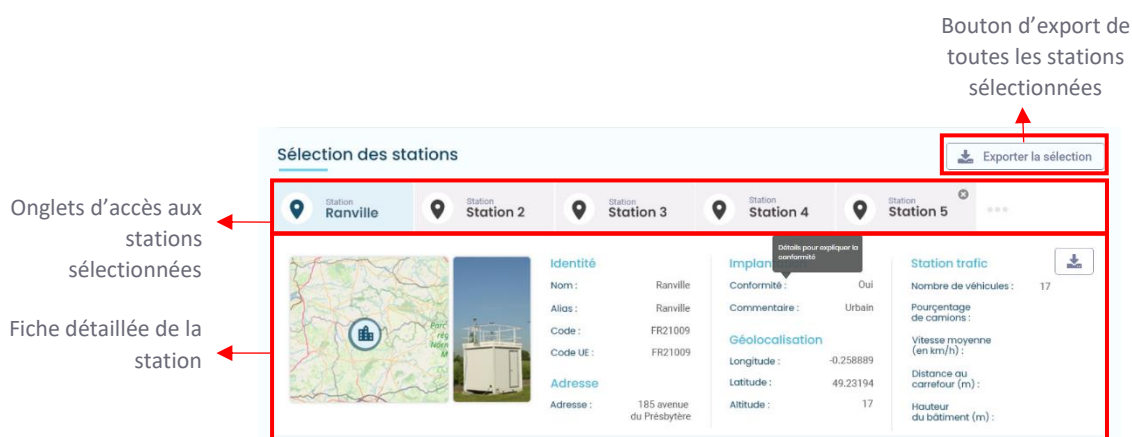 Bouton d’export de
toutes les stations
sélectionnées
Sélection des stations
Exporter la sélection
Onglets d’accès aux
stations
sélectionnées
Station
Ranville
Station
Station 2
Station
Station 3
Station
Station 4
Station
Station 5
Fiche détaillée de la
station
Identité
Nom : Ranville
Alias : Ranville
Code : FR21009
Code UE : FR21009
Adresse
Adresse : 185 avenue
du Prèsbytère
Détails pour expliquer la
conformité
Conformité : Oui
Commentaire : Urbain
Géolocalisation
Longitude : -0.258889
Latitude : 49.23194
Altitude : 17
Station trafic
Nombre de véhicules : 17
Pourçentage
de camions :
Vitesse moyenne
(en km/h) :
Distance au
carrefour (m) :
Hauteur
du bâtiment (m) :